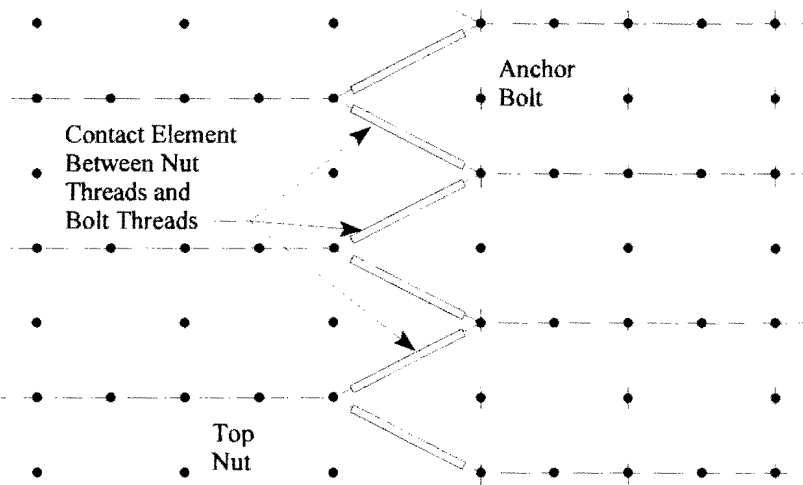 Anchor
Bolt
Contact Element
Between Nut
Threads and
Bolt Threads
Top
Nut